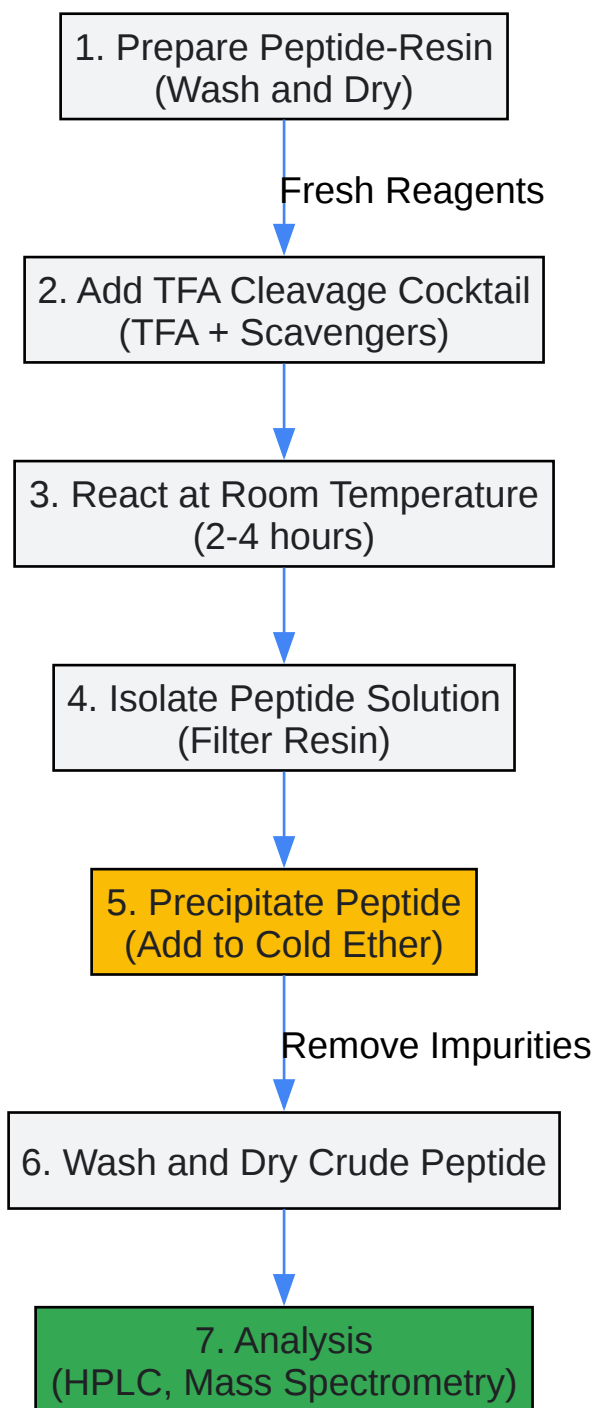 1. Prepare Peptide-Resin
(Wash and Dry)
Fresh Reagents
2. Add TFA Cleavage Cocktail
(TFA + Scavengers)
3. React at Room Temperature
(2-4 hours)
4. Isolate Peptide Solution
(Filter Resin)
5. Precipitate Peptide
(Add to Cold Ether)
Remove Impurities
6. Wash and Dry Crude Peptide
7. Analysis
(HPLC, Mass Spectrometry)